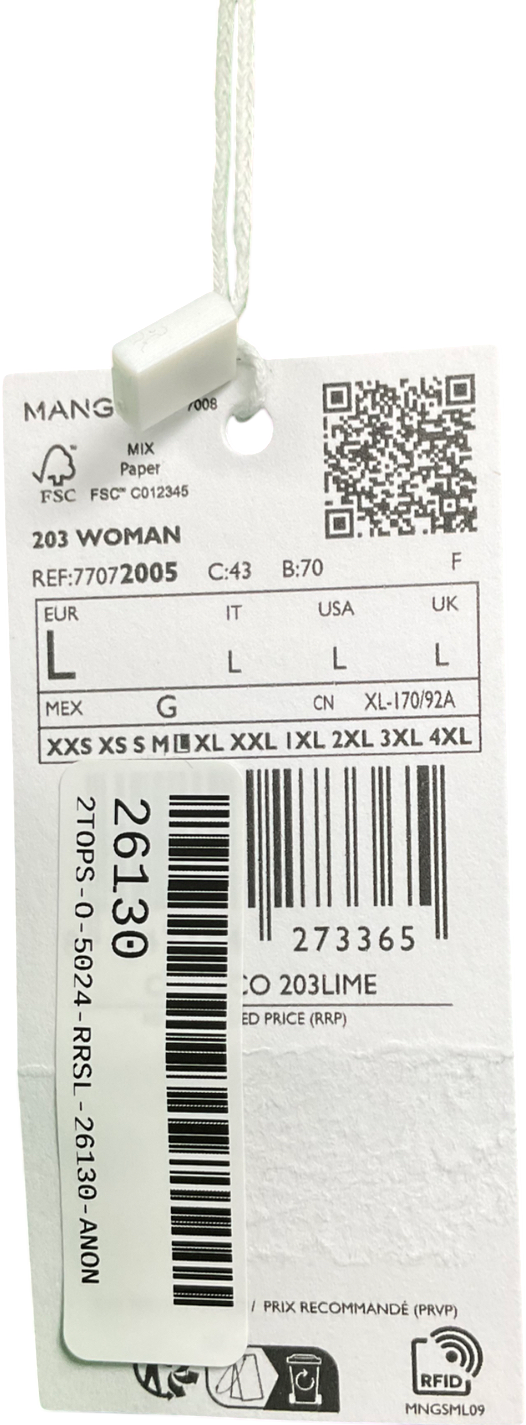 MANG 7008
MIX
Paper
FSC FSC™ C012345
203 WOMAN
REF:77072005 C:43 B:70 F
EUR IT USA UK
L L L L
MEX G CN XL-170/92A
XXS XS S M L XL XXL 1XL 2XL 3XL 4XL
273365
CO 203LIME
ED PRICE (RRP)
26130
2TOPS-0-5024-RRSL-26130-ANON
/ PRIX RECOMMANDÉ (PRVP)
RFID
MNGSML09